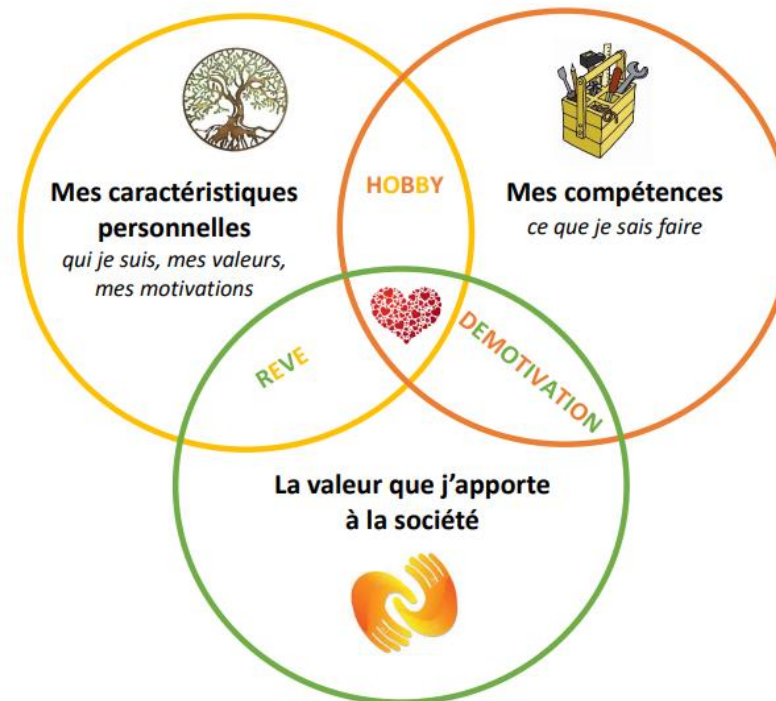 HOBBY
Mes caractéristiques
personnelles
qui je suis, mes valeurs,
mes motivations
Mes compétences
ce que je sais faire
REVE
DEMOTIVATION
La valeur que j’apporte
à la société